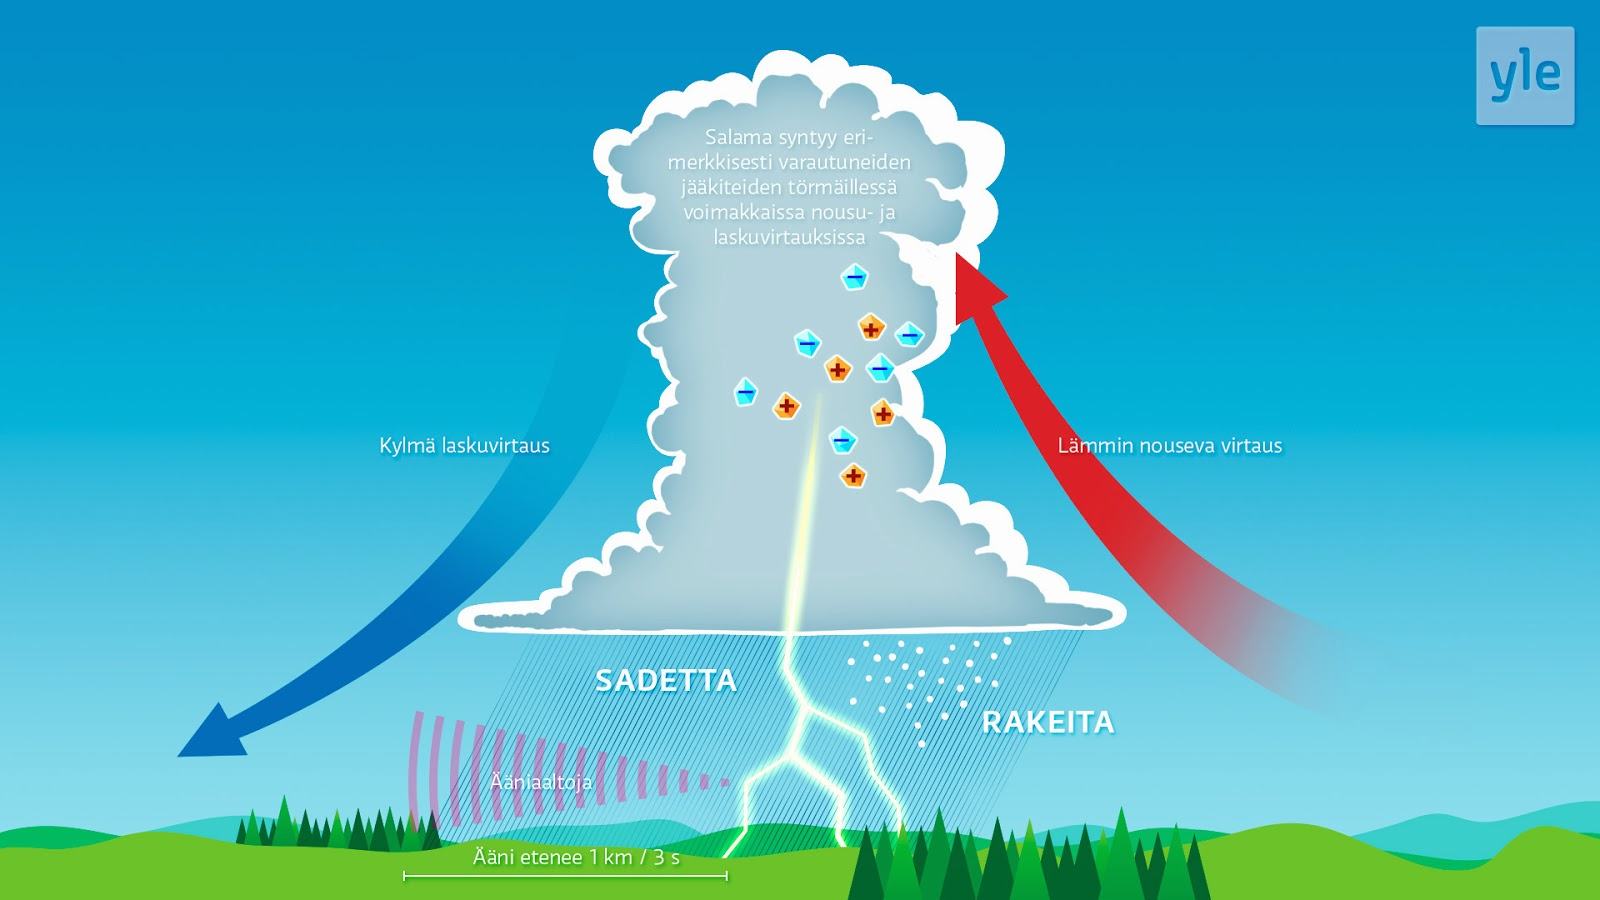 yle
Salama syntyy eri-
merkkisesti varautuneiden
jääkiteiden törmäillessä
voimakkaissa nousu- ja
laskuvirtauksissa
Kylmä laskuvirtaus
Lämmin nouseva virtaus
SADETTA
RAKEITA
Ääniaaltoja
Ääni etenee 1 km / 3 s